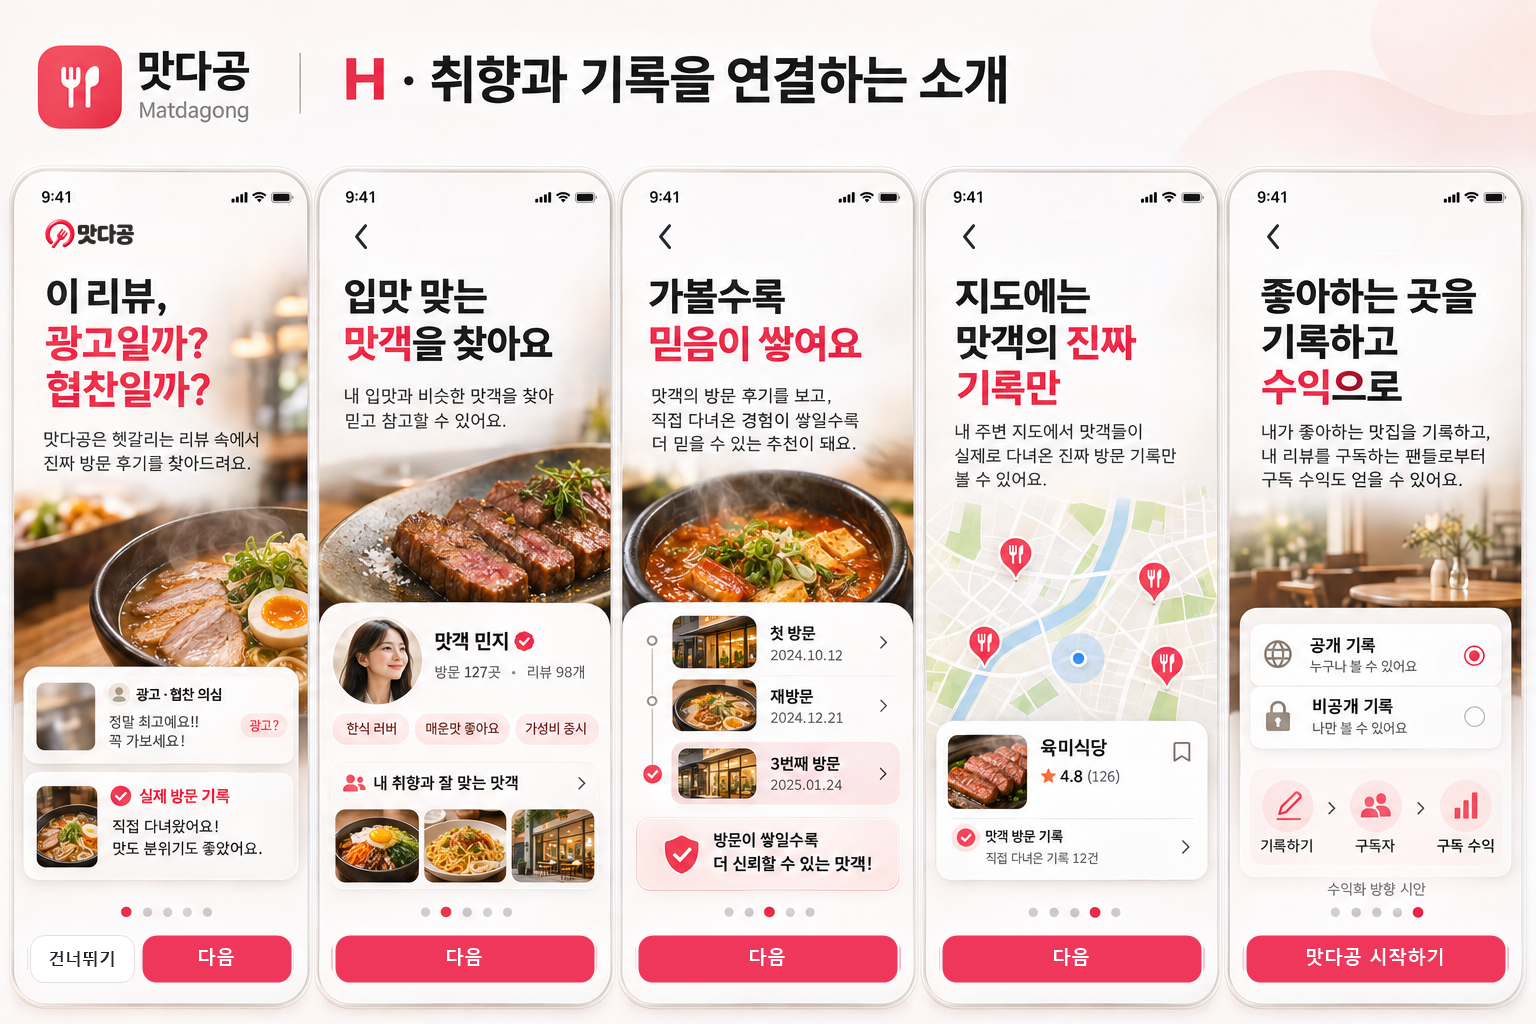 맛다공
Matdagong
H · 취향과 기록을 연결하는 소개
9:41
맛다공
이 리뷰,
광고일까?
협찬일까?
맛다공은 헷갈리는 리뷰 속에서
진짜 방문 후기를 찾아드려요.
광고·협찬 의심
정말 최고예요!!
꼭 가보세요!
광고?
실제 방문 기록
직접 다녀왔어요!
맛도 분위기도 좋았어요.
건너뛰기
다음
9:41
입맛 맞는
맛객을 찾아요
내 입맛과 비슷한 맛객을 찾아
믿고 참고할 수 있어요.
맛객 민지
방문 127곳 • 리뷰 98개
한식 러버
매운맛 좋아요
가성비 중시
내 취향과 잘 맞는 맛객
다음
9:41
가볼수록
믿음이 쌓여요
맛객의 방문 후기를 보고,
직접 다녀온 경험이 쌓일수록
더 믿을 수 있는 추천이 돼요.
첫 방문
2024.10.12
재방문
2024.12.21
3번째 방문
2025.01.24
방문이 쌓일수록
더 신뢰할 수 있는 맛객!
다음
9:41
지도에는
맛객의 진짜
기록만
내 주변 지도에서 맛객들이
실제로 다녀온 진짜 방문 기록만
볼 수 있어요.
육미식당
4.8 (126)
맛객 방문 기록
직접 다녀온 기록 12건
다음
9:41
좋아하는 곳을
기록하고
수익으로
내가 좋아하는 맛집을 기록하고,
내 리뷰를 구독하는 팬들로부터
구독 수익도 얻을 수 있어요.
공개 기록
누구나 볼 수 있어요
비공개 기록
나만 볼 수 있어요
기록하기
구독자
구독 수익
수익화 방향 시안
맛다공 시작하기